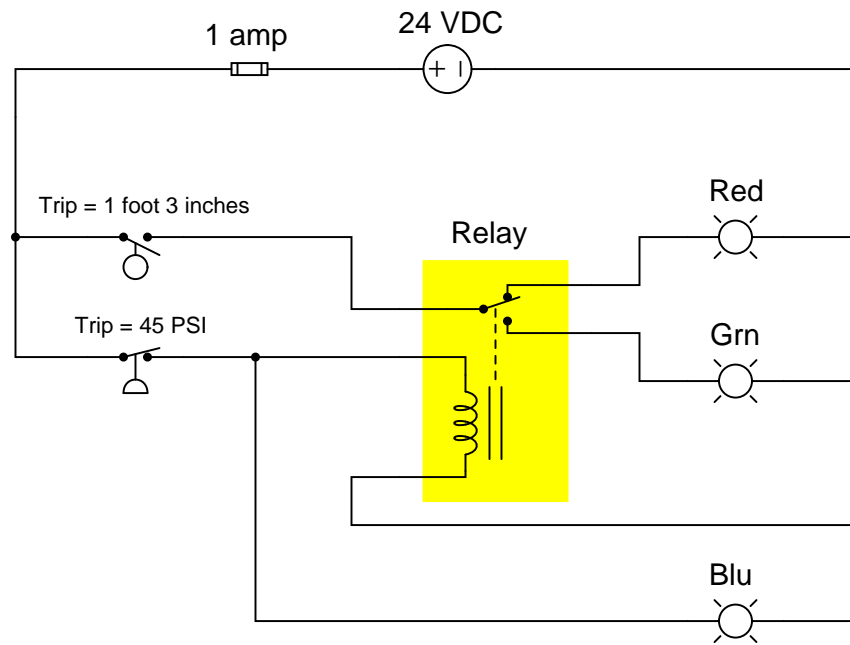 1 amp
24 VDC
Trip = 1 foot 3 inches
Red
Relay
Trip = 45 PSI
Grn
Blu